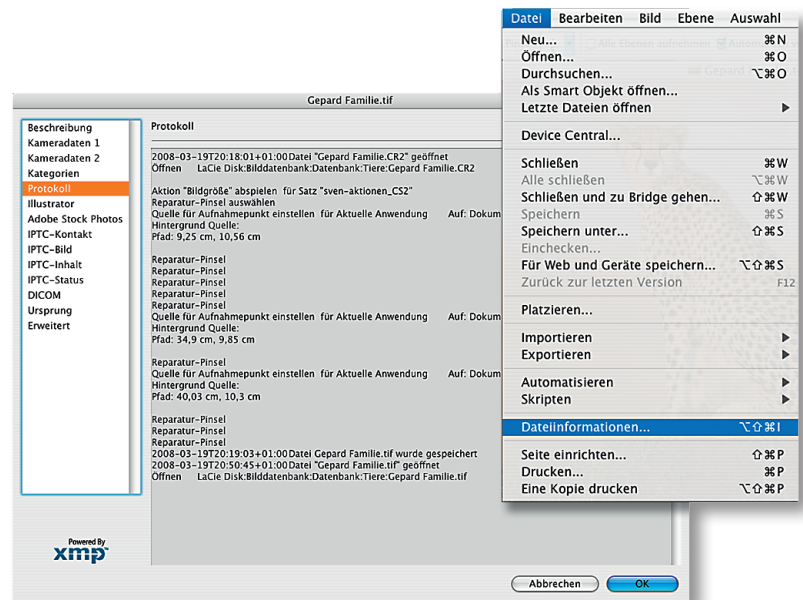 Datei Bearbeiten Bild Ebene Auswahl
Neu... ⌘N
Öffnen... ⌘O
Durchsuchen... ⌥⌘O
Als Smart Objekt öffnen...
Letzte Dateien öffnen ▶
Device Central...
Schließen ⌘W
Alle schließen ⌥⌘W
Schließen und zu Bridge gehen... ⇧⌘W
Speichern ⌘S
Speichern unter... ⇧⌘S
Einchecken...
Für Web und Geräte speichern... ⌥⇧⌘S
Zurück zur letzten Version F12
Platzieren...
Importieren ▶
Exportieren ▶
Automatisieren ▶
Skripten ▶
Dateiinformationen... ⌥⇧⌘I
Seite einrichten... ⇧⌘P
Drucken... ⌘P
Eine Kopie drucken ⌥⇧⌘P
Gepard Familie.tif
Beschreibung
Kameradaten 1
Kameradaten 2
Kategorien
Protokoll
Illustrator
Adobe Stock Photos
IPTC-Kontakt
IPTC-Bild
IPTC-Inhalt
IPTC-Status
DICOM
Ursprung
Erweitert
Powered By
xmp
Protokoll
2008-03-19T20:18:01+01:00Datei "Gepard Familie.CR2" geöffnet
Öffnen LaCie Disk:Bilddatenbank:Datenbank:Tiere:Gepard Familie.CR2
Aktion "Bildgröße" abspielen für Satz "sven-aktionen_CS2"
Reparatur-Pinsel auswählen
Quelle für Aufnahmepunkt einstellen für Aktuelle Anwendung Auf: Dokum
Hintergrund Quelle:
Pfad: 9,25 cm, 10,56 cm
Reparatur-Pinsel
Reparatur-Pinsel
Reparatur-Pinsel
Reparatur-Pinsel
Reparatur-Pinsel
Quelle für Aufnahmepunkt einstellen für Aktuelle Anwendung Auf: Dokum
Hintergrund Quelle:
Pfad: 34,9 cm, 9,85 cm
Reparatur-Pinsel
Quelle für Aufnahmepunkt einstellen für Aktuelle Anwendung Auf: Dokum
Hintergrund Quelle:
Pfad: 40,03 cm, 10,3 cm
Reparatur-Pinsel
Reparatur-Pinsel
Reparatur-Pinsel
2008-03-19T20:19:03+01:00Datei Gepard Familie.tif wurde gespeichert
2008-03-19T20:50:45+01:00Datei "Gepard Familie.tif" geöffnet
Öffnen LaCie Disk:Bilddatenbank:Datenbank:Tiere:Gepard Familie.tif
Abbrechen OK